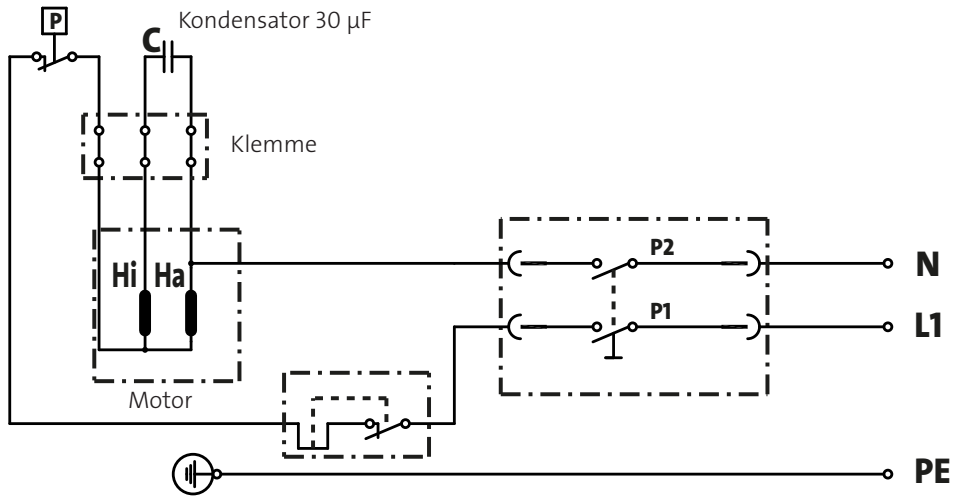 P
C
Kondensator 30 µF
Klemme
Hi
Ha
Motor
P2
N
P1
L1
PE